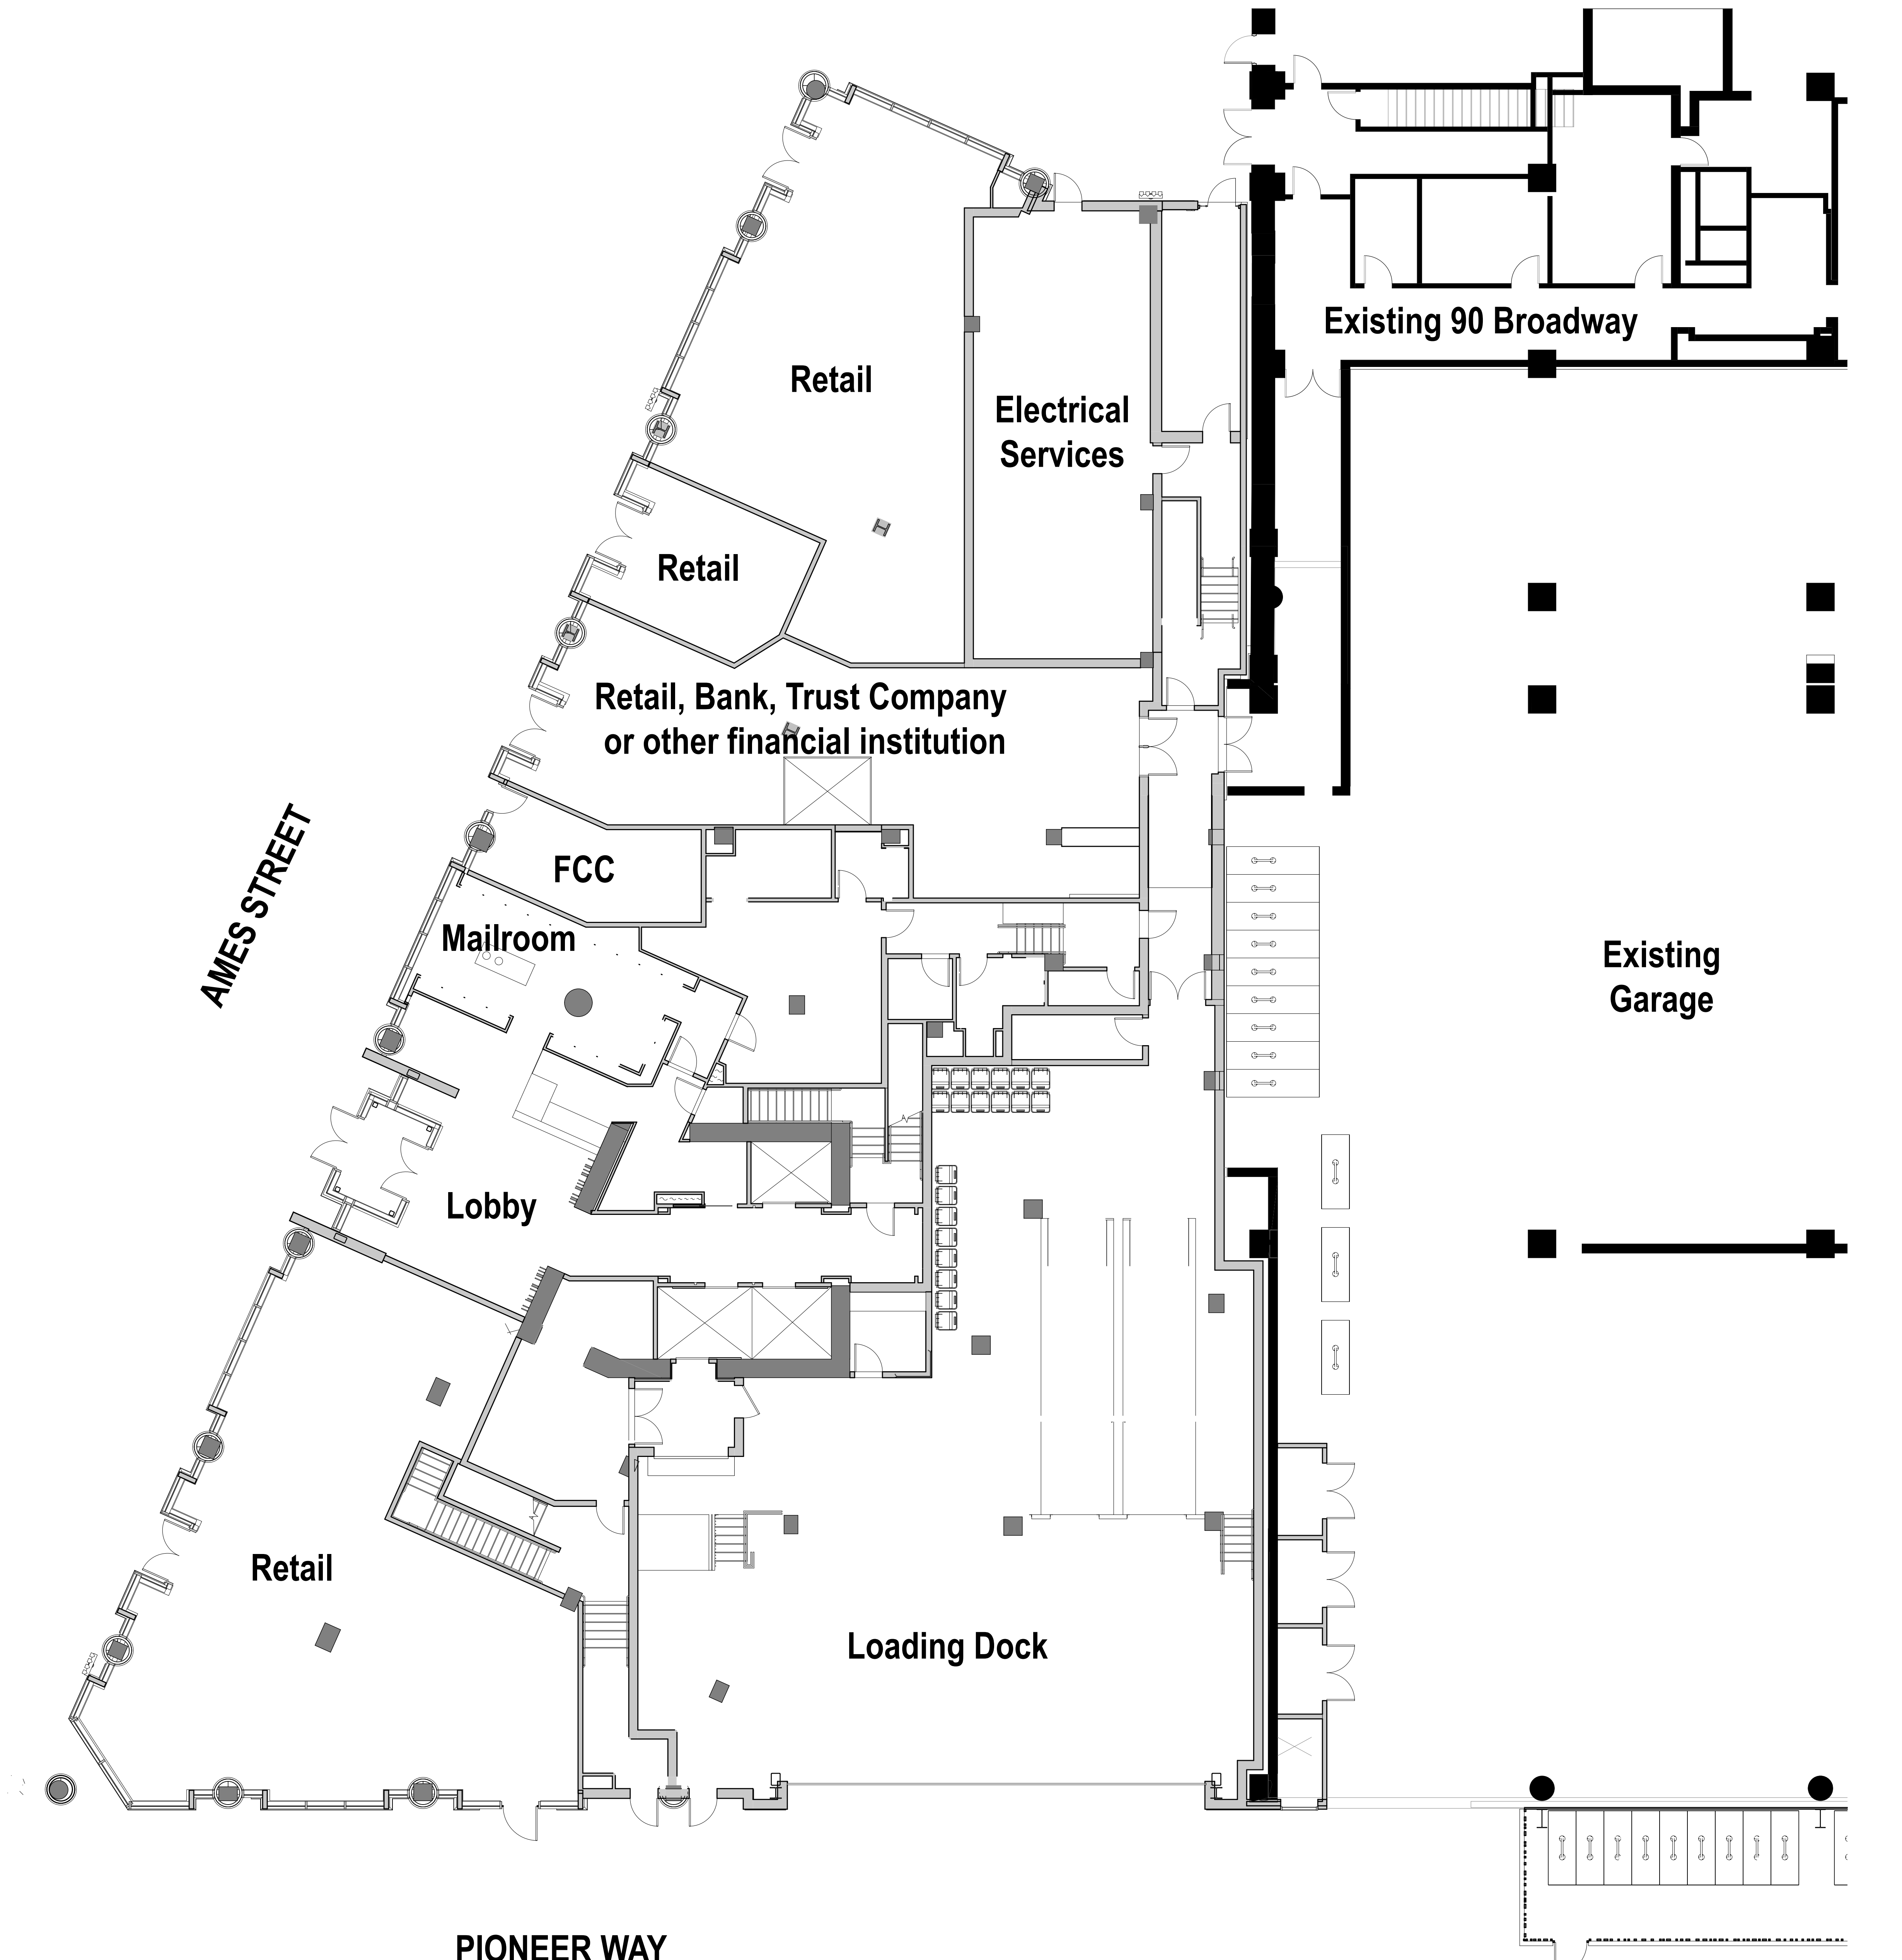 Existing 90 Broadway
Retail
Electrical
Services
Retail
Retail, Bank, Trust Company
or other financial institution
AMES STREET
FCC
Mailroom
Existing
Garage
Lobby
Retail
Loading Dock
PIONEER WAY